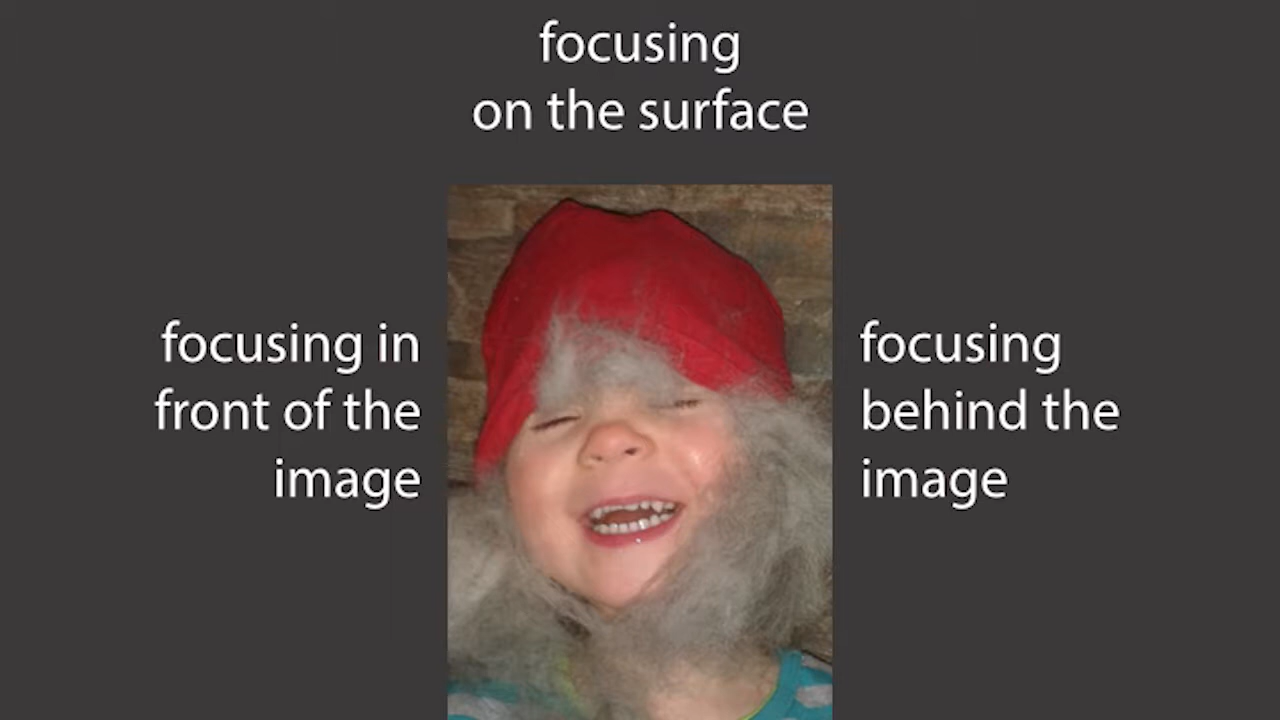 focusing
on the surface
focusing in
front of the
image
focusing
behind the
image